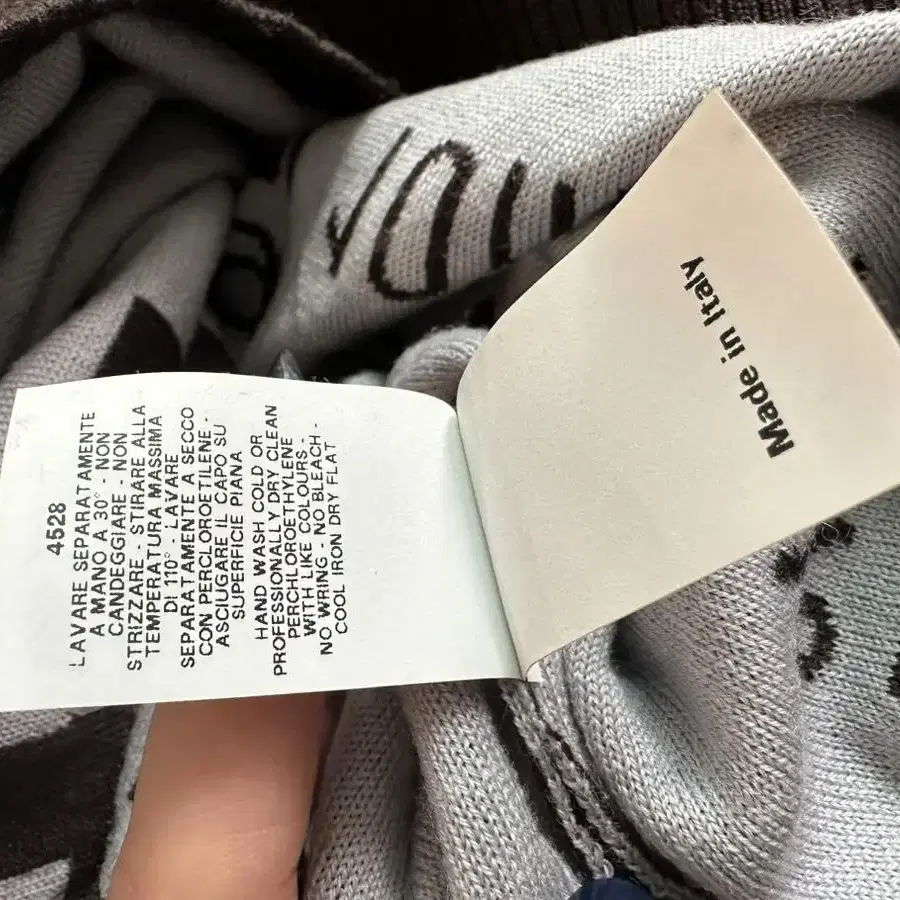 4528
LAVARE SEPARATAMENTE
A MANO A 30° - NON
CANDEGGIARE - NON
STRIZZARE - STIRARE ALLA
TEMPERATURA MASSIMA
DI 110° - LAVARE
SEPARATAMENTE A SECCO
CON PERCLOROETILENE -
ASCIUGARE IL CAPO SU
SUPERFICIE PIANA
HAND WASH COLD OR
PROFESSIONALLY DRY CLEAN
PERCHLOROETHYLENE
WITH LIKE COLOURS -
NO WRING - NO BLEACH -
COOL IRON DRY FLAT
Made in Italy